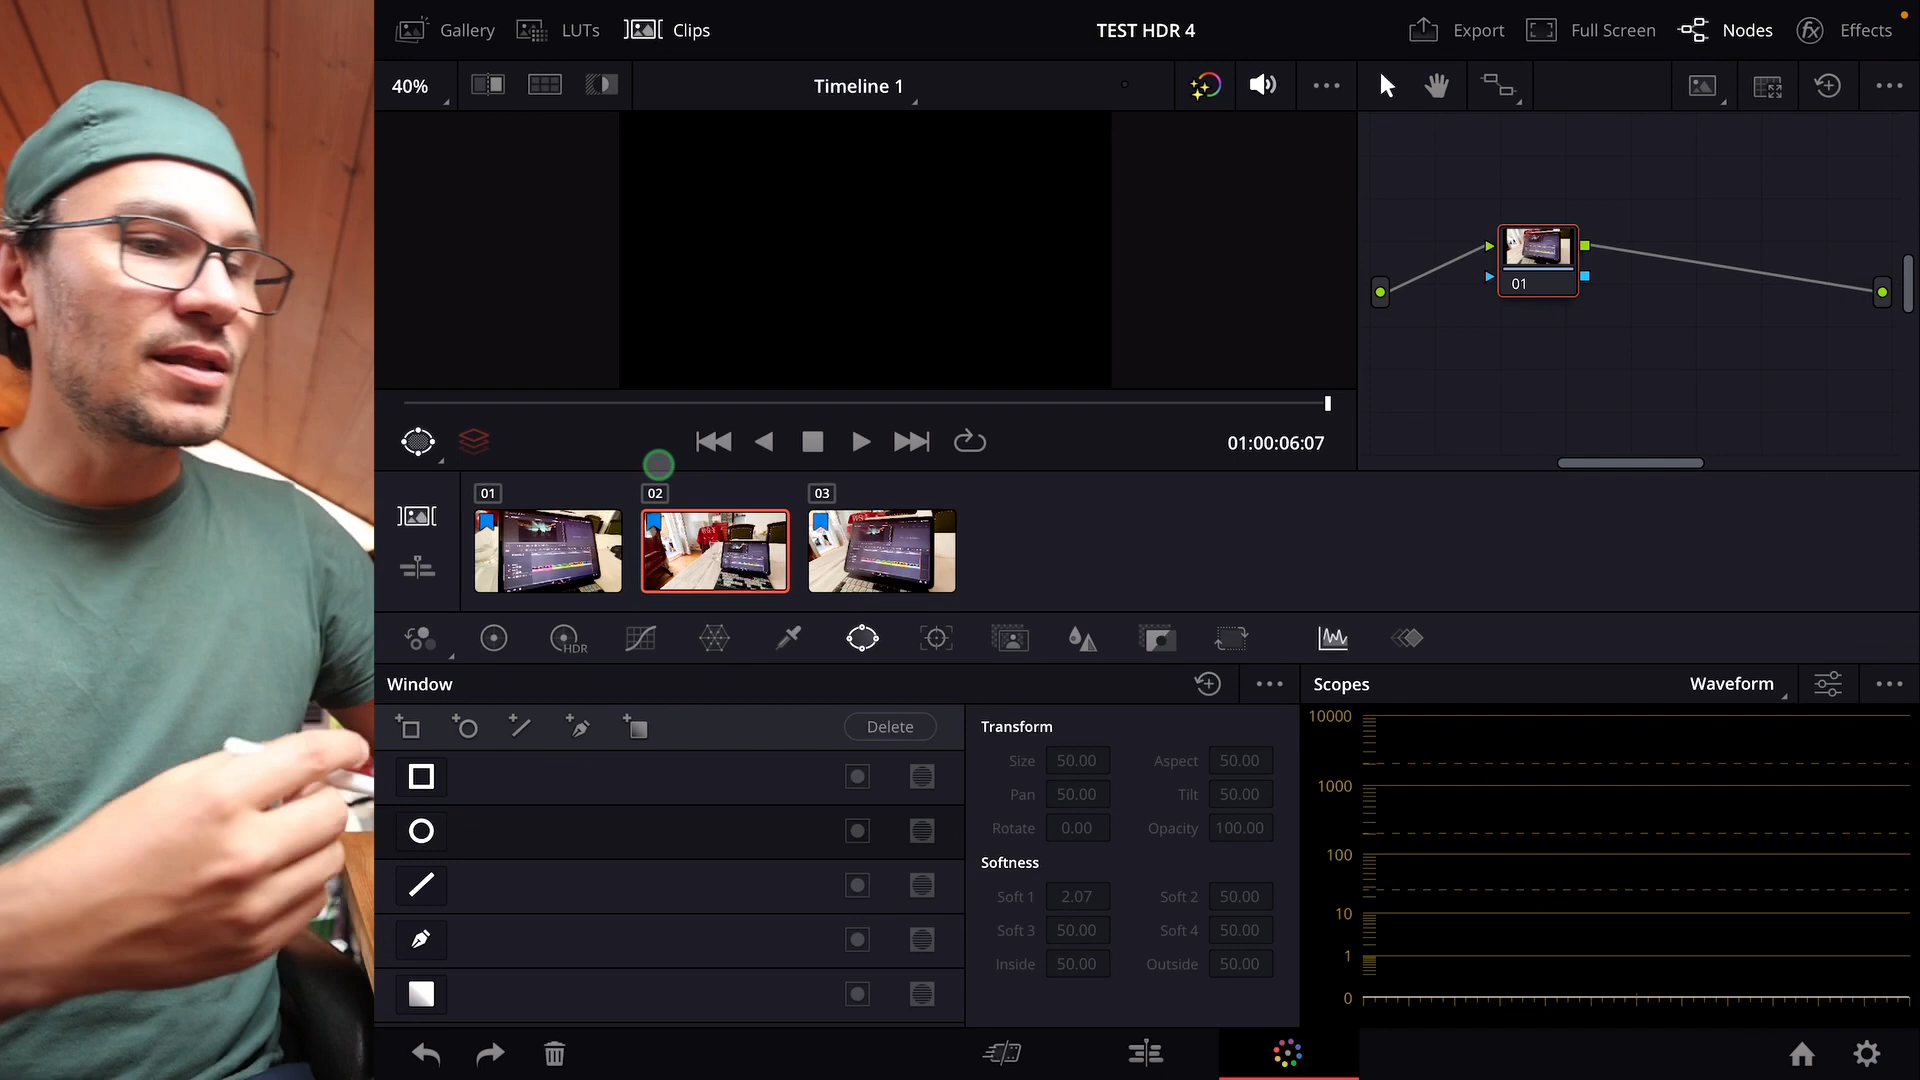 Gallery LUTs Clips TEST HDR 4 Export Full Screen Nodes Effects
40% Timeline 1
01
01:00:06:07
01 02 03
HDR
Window Scopes Waveform
Delete
Transform
Size 50.00 Aspect 50.00
Pan 50.00 Tilt 50.00
Rotate 0.00 Opacity 100.00
Softness
Soft 1 2.07 Soft 2 50.00
Soft 3 50.00 Soft 4 50.00
Inside 50.00 Outside 50.00
10000
1000
100
10
1
0